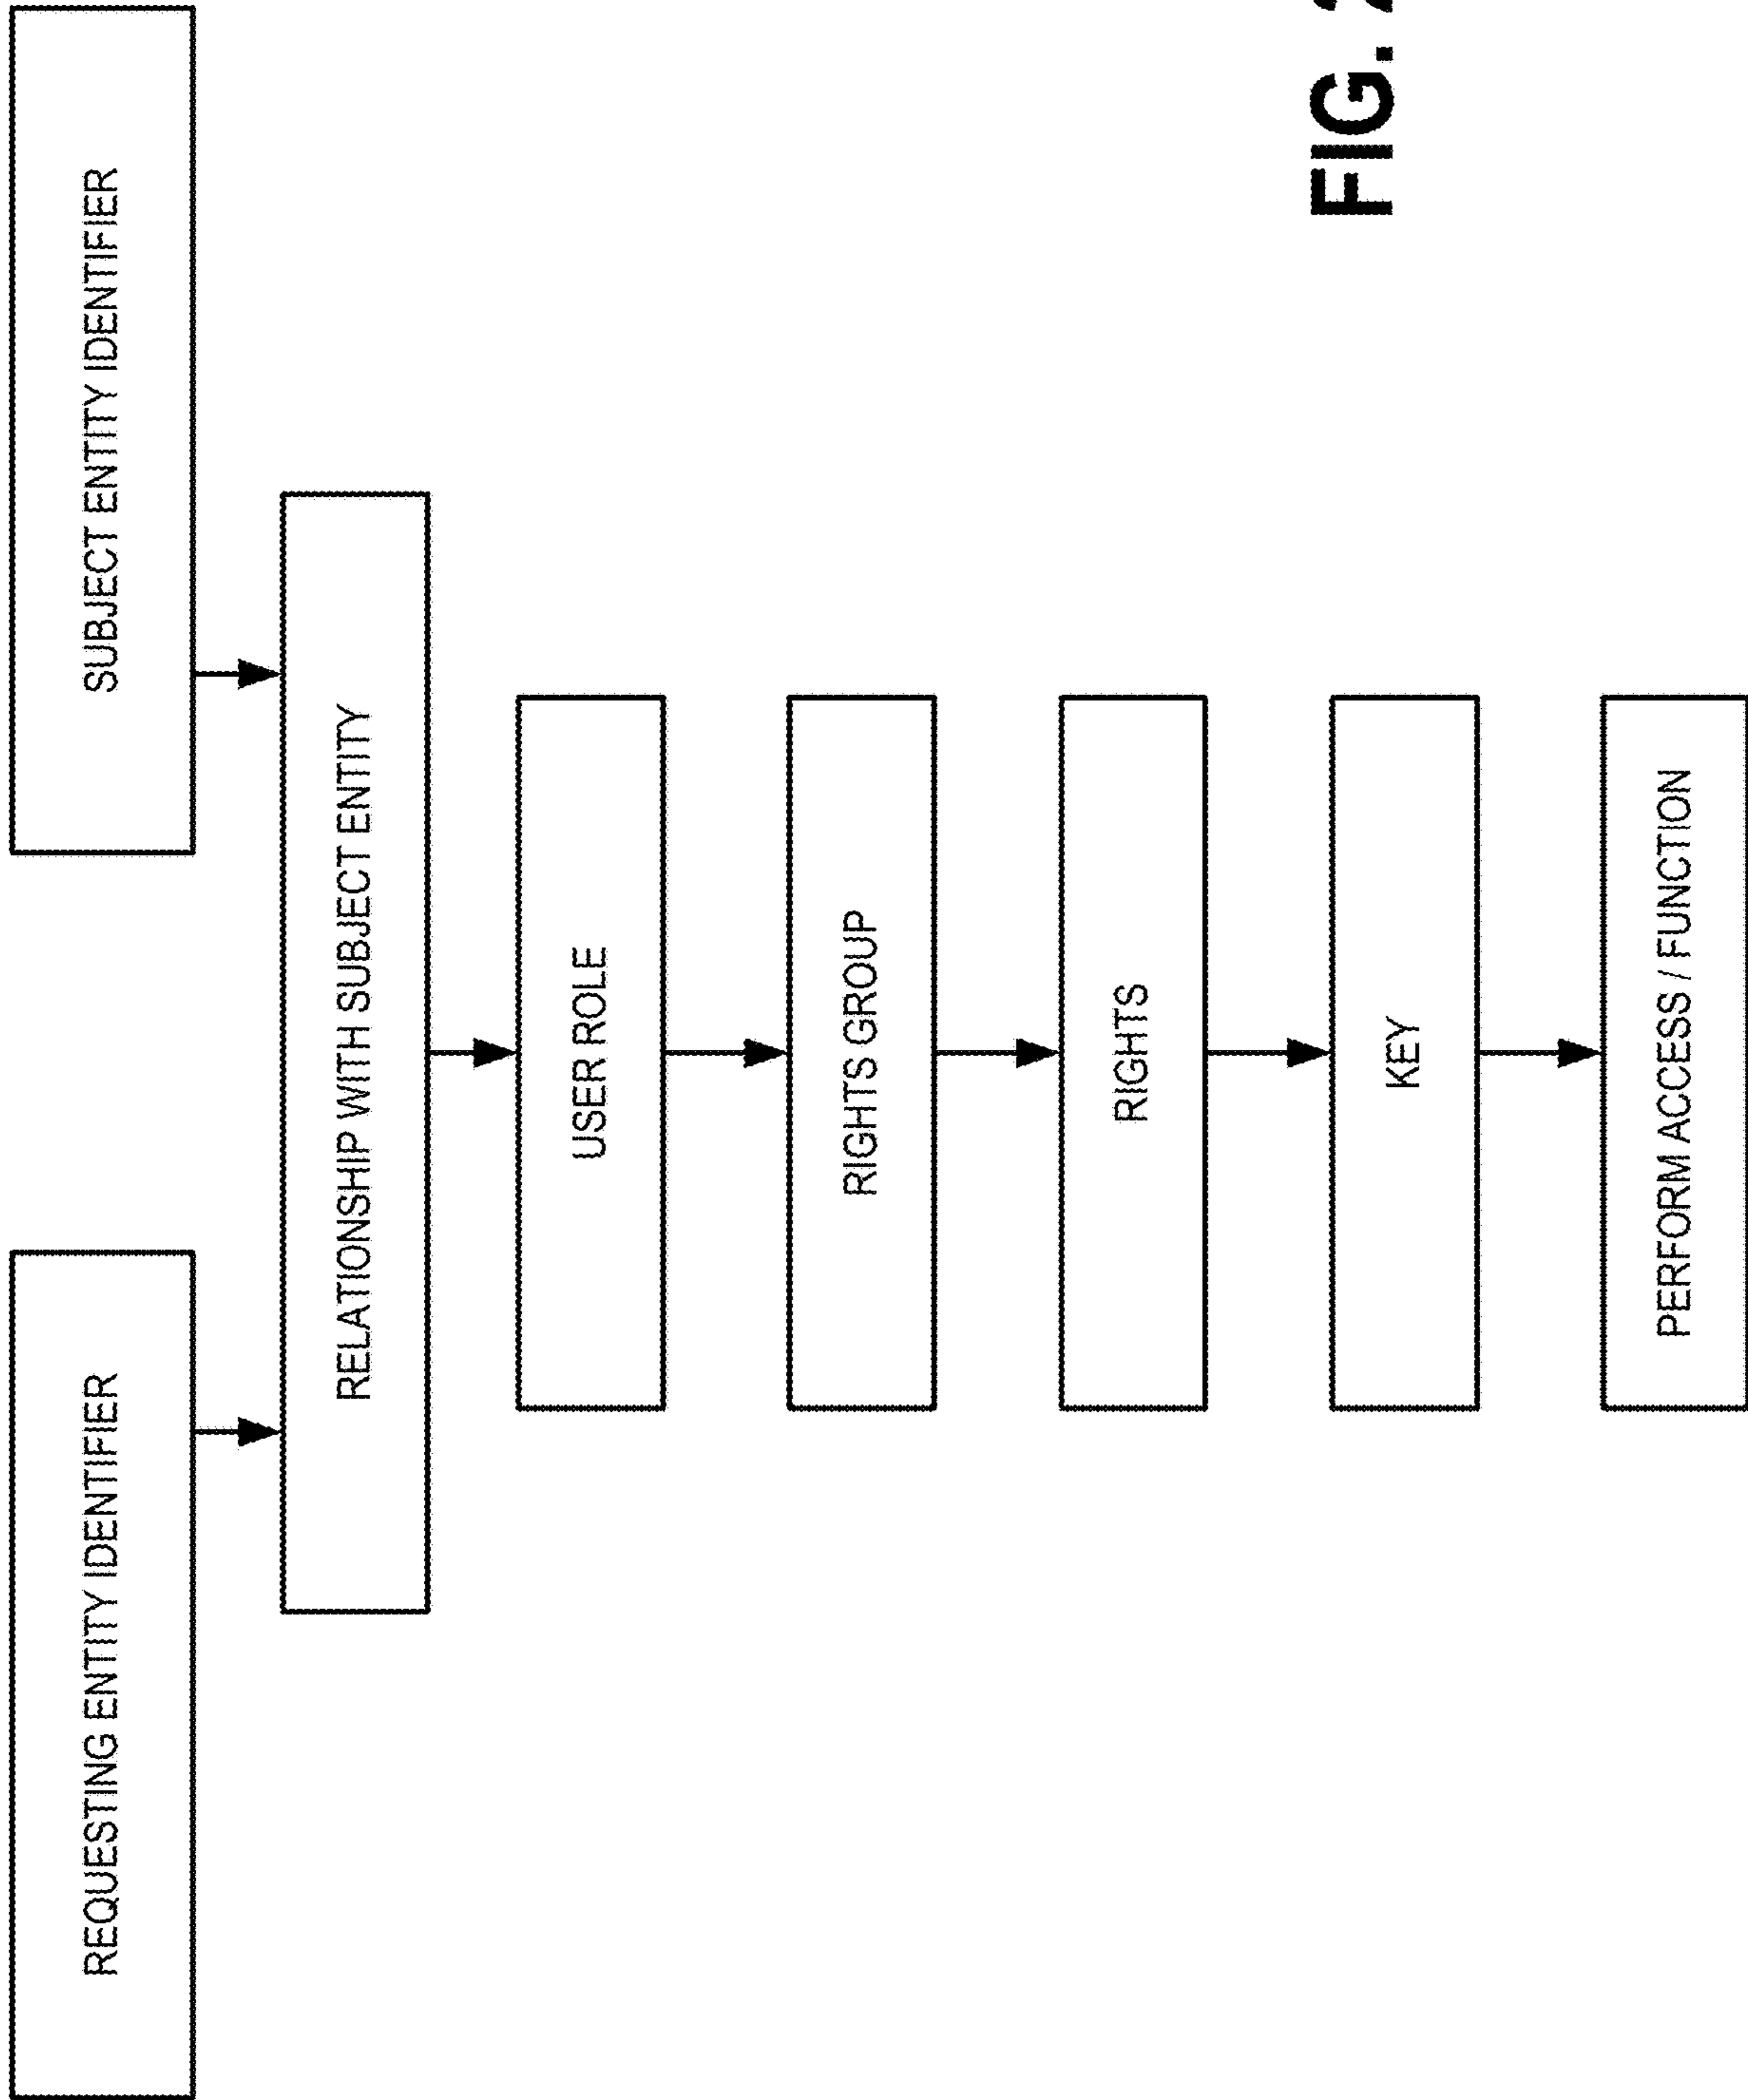 REQUESTING ENTITY IDENTIFIER
SUBJECT ENTITY IDENTIFIER
RELATIONSHIP WITH SUBJECT ENTITY
USER ROLE
RIGHTS GROUP
RIGHTS
KEY
PERFORM ACCESS / FUNCTION
FIG.